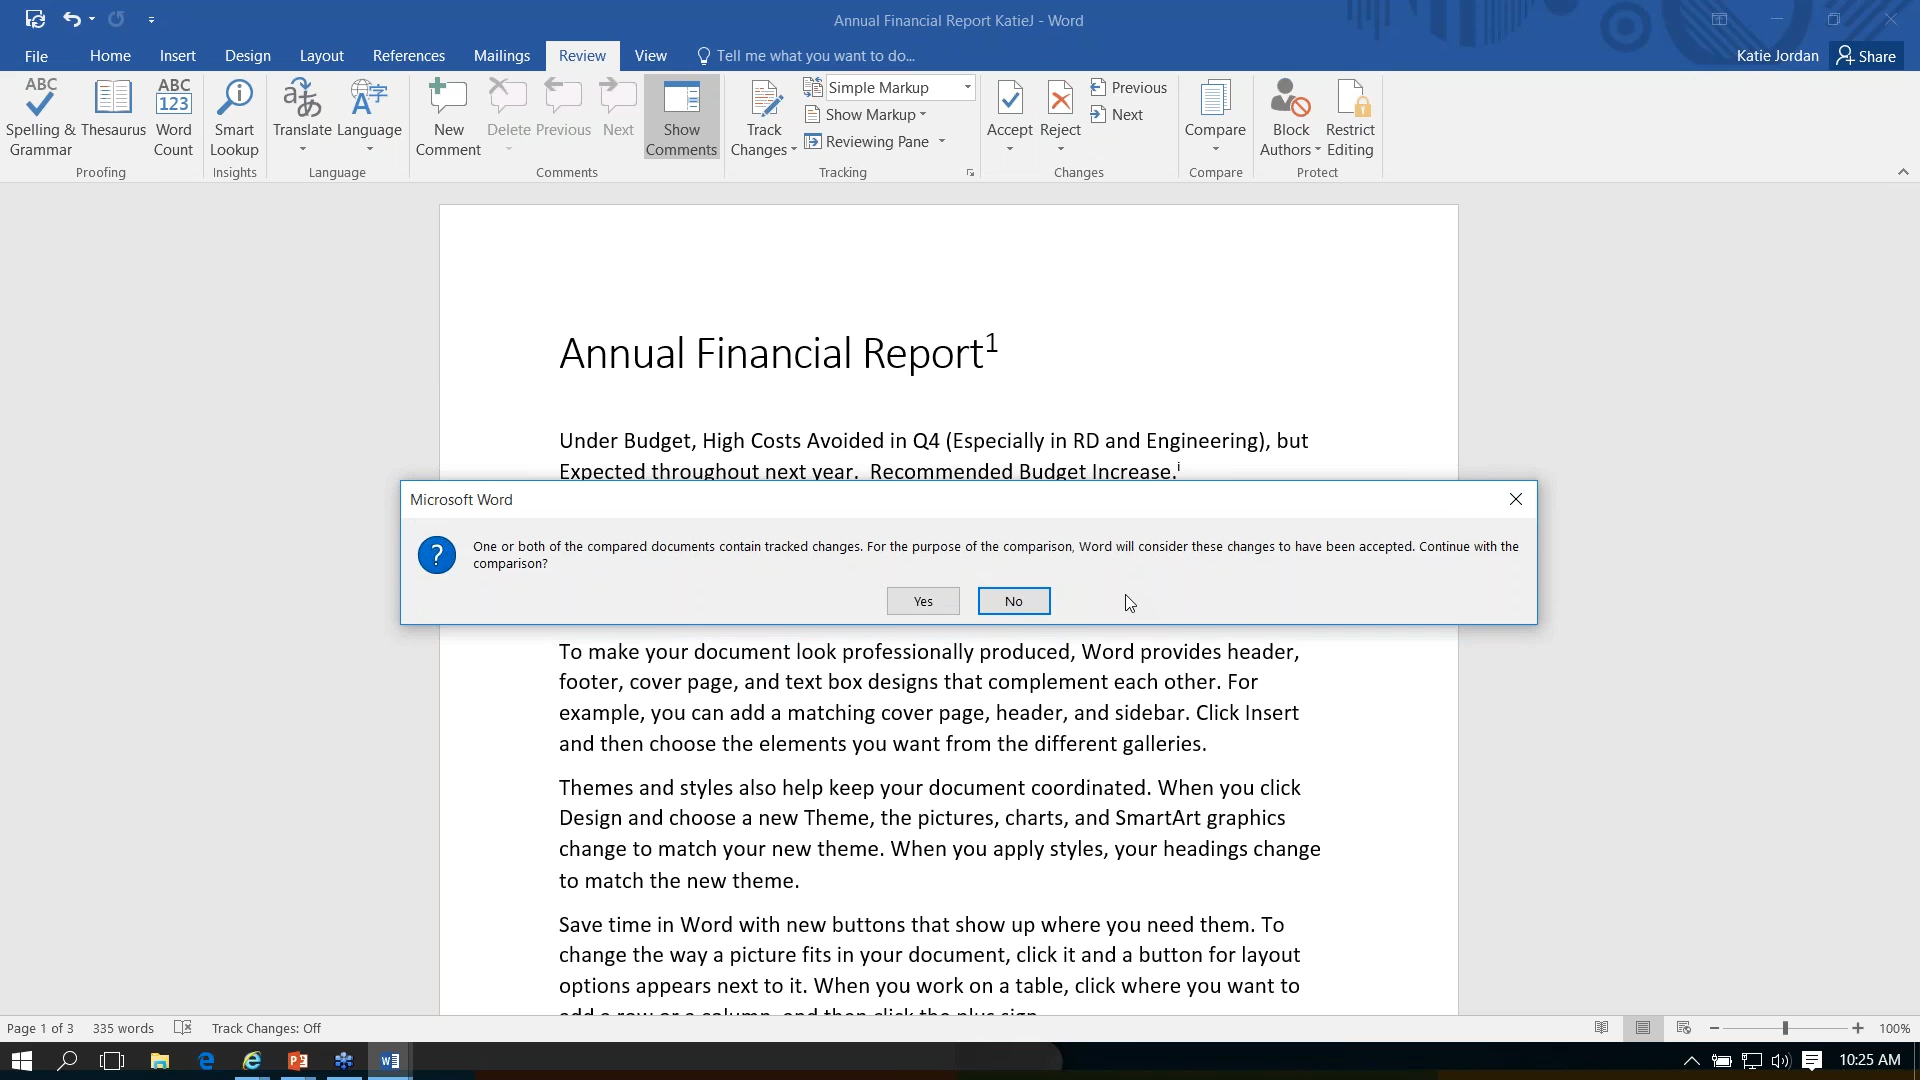 Annual Financial Report KatieJ - Word
File Home Insert Design Layout References Mailings Review View Tell me what you want to do... Katie Jordan Share
ABC Spelling & Grammar
Thesaurus
ABC 123 Word Count
Smart Lookup
Translate
Language
New Comment
Delete
Previous
Next
Show Comments
Track Changes
Simple Markup
Show Markup
Reviewing Pane
Accept
Reject
Previous
Next
Compare
Block Authors
Restrict Editing
Proofing Insights Language Comments Tracking Changes Compare Protect
Annual Financial Report1
Under Budget, High Costs Avoided in Q4 (Especially in RD and Engineering), but
Expected throughout next year. Recommended Budget Increase.i
Microsoft Word
One or both of the compared documents contain tracked changes. For the purpose of the comparison, Word will consider these changes to have been accepted. Continue with the
comparison?
Yes No
To make your document look professionally produced, Word provides header,
footer, cover page, and text box designs that complement each other. For
example, you can add a matching cover page, header, and sidebar. Click Insert
and then choose the elements you want from the different galleries.
Themes and styles also help keep your document coordinated. When you click
Design and choose a new Theme, the pictures, charts, and SmartArt graphics
change to match your new theme. When you apply styles, your headings change
to match the new theme.
Save time in Word with new buttons that show up where you need them. To
change the way a picture fits in your document, click it and a button for layout
options appears next to it. When you work on a table, click where you want to
add a row or a column, and then click the plus sign.
Page 1 of 3 335 words Track Changes: Off 100%
10:25 AM